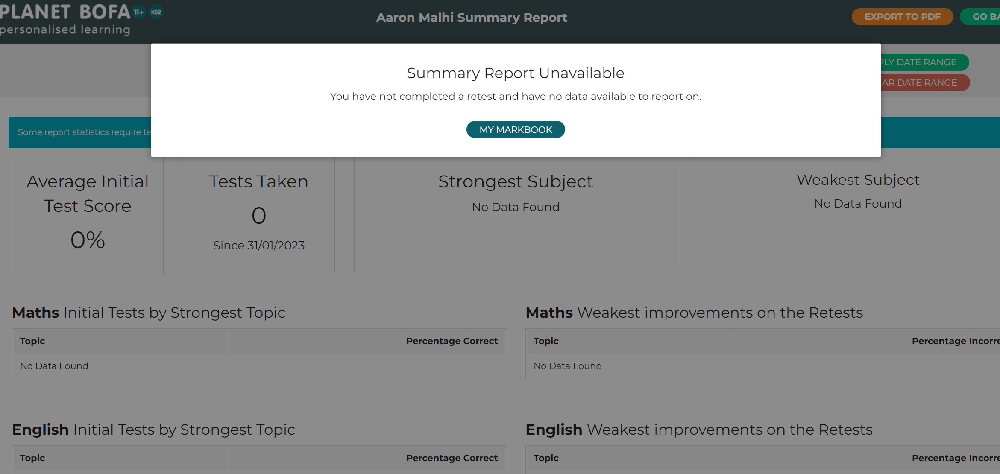 PLANET BOFA 11+ KS2
personalised learning
Aaron Malhi Summary Report
EXPORT TO PDF
GO BA
PLY DATE RANGE
AR DATE RANGE
Summary Report Unavailable
You have not completed a retest and have no data available to report on.
MY MARKBOOK
Some report statistics require te
Average Initial
Test Score
0%
Tests Taken
0
Since 31/01/2023
Strongest Subject
No Data Found
Weakest Subject
No Data Found
Maths Initial Tests by Strongest Topic
Topic Percentage Correct
No Data Found
Maths Weakest improvements on the Retests
Topic Percentage Incorre
No Data Found
English Initial Tests by Strongest Topic
Topic Percentage Correct
English Weakest improvements on the Retests
Topic Percentage Incorre